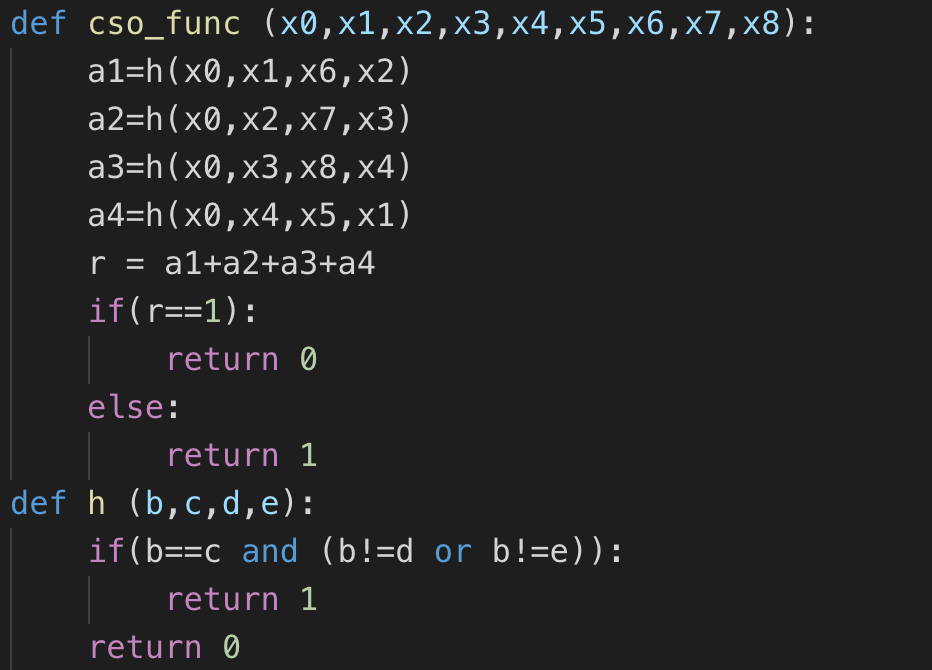 def cso_func (x0,x1,x2,x3,x4,x5,x6,x7,x8):
    a1=h(x0,x1,x6,x2)
    a2=h(x0,x2,x7,x3)
    a3=h(x0,x3,x8,x4)
    a4=h(x0,x4,x5,x1)
    r = a1+a2+a3+a4
    if(r==1):
        return 0
    else:
        return 1
def h (b,c,d,e):
    if(b==c and (b!=d or b!=e)):
        return 1
    return 0